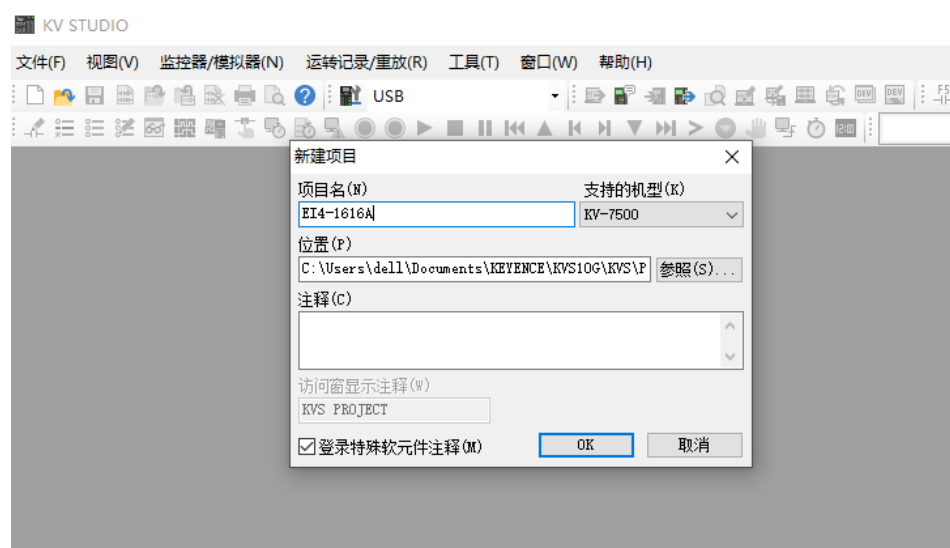 KV STUDIO
文件(F) 视图(V) 监控器/模拟器(N) 运转记录/重放(R) 工具(T) 窗口(W) 帮助(H)
USB
新建项目
项目名(N) 支持的机型(K)
EI4-1616A KV-7500
位置(P)
C:\Users\dell\Documents\KEYENCE\KVS10G\KVS\P 参照(S)...
注释(C)
访问窗显示注释(W)
KVS PROJECT
登录特殊软元件注释(M) OK 取消